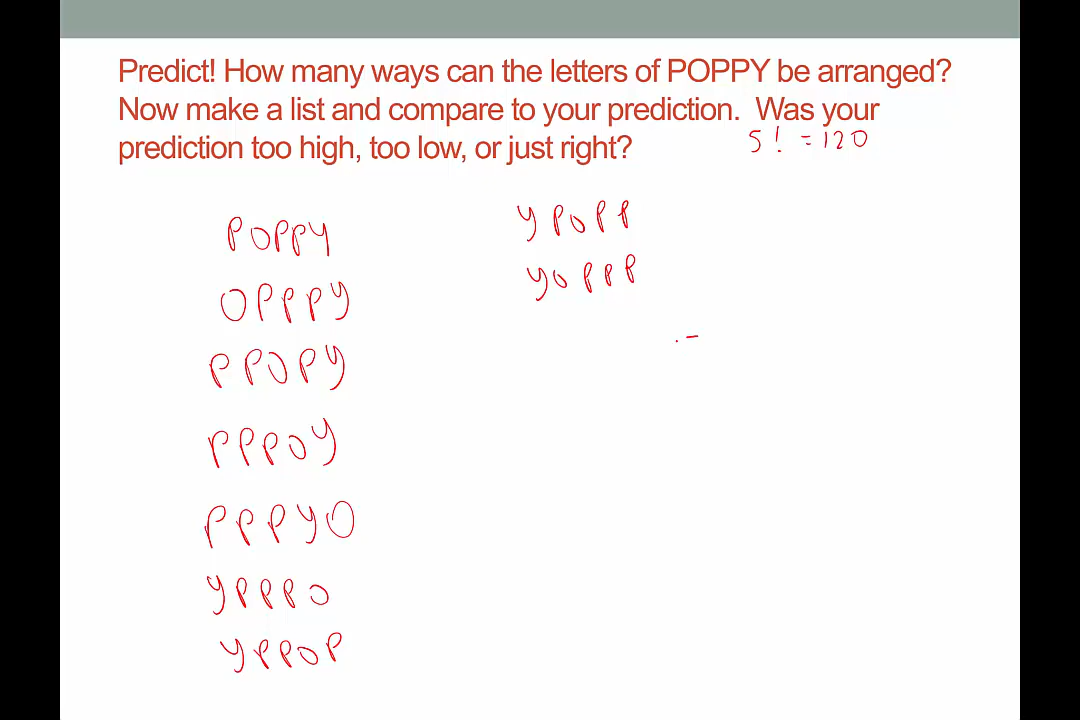 Predict! How many ways can the letters of POPPY be arranged?
Now make a list and compare to your prediction. Was your
prediction too high, too low, or just right?
5! = 120
POPPY
OPPPY
PPOPY
PPPOY
PPPYO
YPPPO
YPPOP
YPOPP
YOPPP